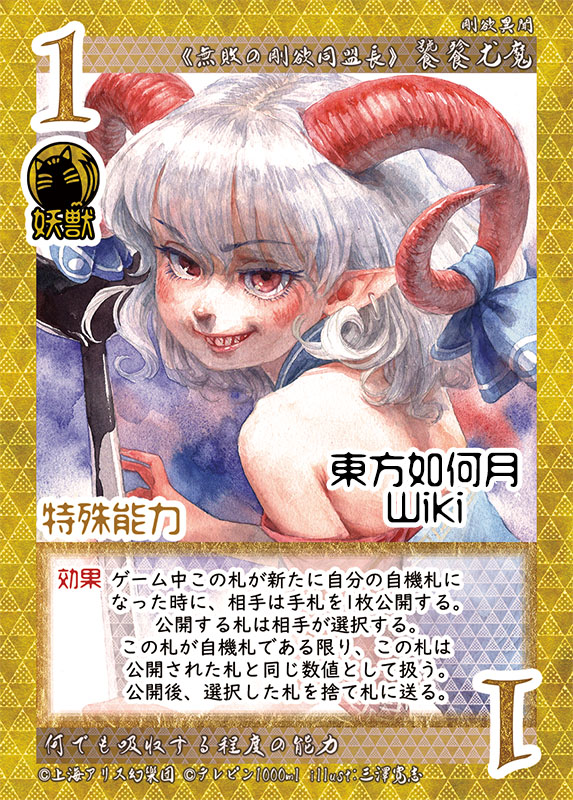 剛欲異聞
1
《無敗の剛欲同盟長》 饕餮尤魔
妖獣
東方如何月
Wiki
特殊能力
効果 ゲーム中この札が新たに自分の自機札に
なった時に、相手は手札を1枚公開する。
公開する札は相手が選択する。
この札が自機札である限り、この札は
公開された札と同じ数値として扱う。
公開後、選択した札を捨て札に送る。
1
何でも吸収する程度の能力
©上海アリス幻樂団 ©テレピン1000ml illust:三澤寛志